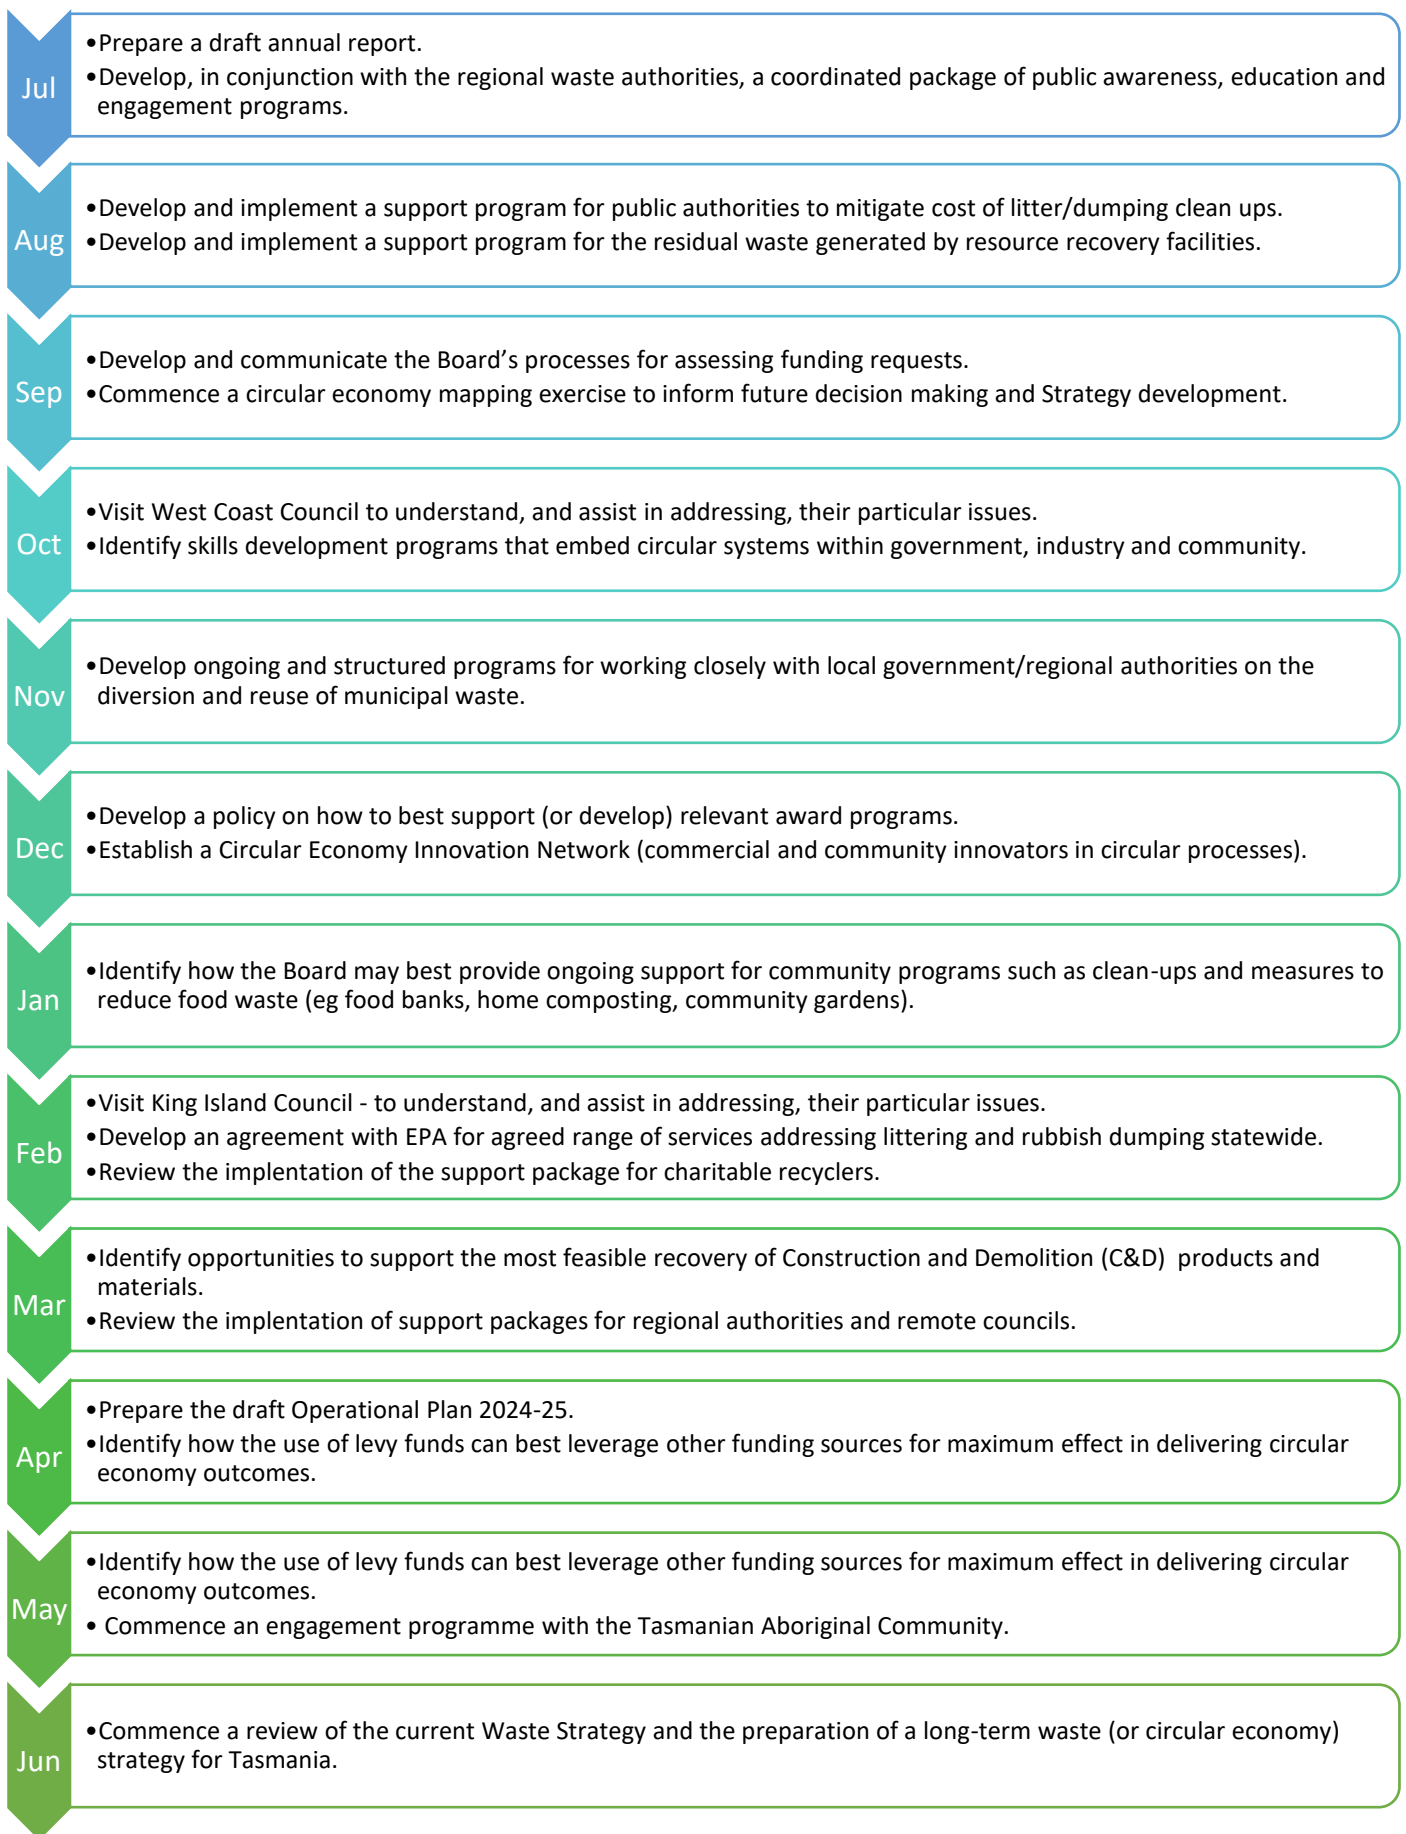 Jul
•Prepare a draft annual report.
•Develop, in conjunction with the regional waste authorities, a coordinated package of public awareness, education and
engagement programs.
Aug
•Develop and implement a support program for public authorities to mitigate cost of litter/dumping clean ups.
•Develop and implement a support program for the residual waste generated by resource recovery facilities.
Sep
•Develop and communicate the Board’s processes for assessing funding requests.
•Commence a circular economy mapping exercise to inform future decision making and Strategy development.
Oct
•Visit West Coast Council to understand, and assist in addressing, their particular issues.
•Identify skills development programs that embed circular systems within government, industry and community.
Nov
•Develop ongoing and structured programs for working closely with local government/regional authorities on the
diversion and reuse of municipal waste.
Dec
•Develop a policy on how to best support (or develop) relevant award programs.
•Establish a Circular Economy Innovation Network (commercial and community innovators in circular processes).
Jan
•Identify how the Board may best provide ongoing support for community programs such as clean-ups and measures to
reduce food waste (eg food banks, home composting, community gardens).
Feb
•Visit King Island Council - to understand, and assist in addressing, their particular issues.
•Develop an agreement with EPA for agreed range of services addressing littering and rubbish dumping statewide.
•Review the implentation of the support package for charitable recyclers.
Mar
•Identify opportunities to support the most feasible recovery of Construction and Demolition (C&D)  products and
materials.
•Review the implentation of support packages for regional authorities and remote councils.
Apr
•Prepare the draft Operational Plan 2024-25.
•Identify how the use of levy funds can best leverage other funding sources for maximum effect in delivering circular
economy outcomes.
May
•Identify how the use of levy funds can best leverage other funding sources for maximum effect in delivering circular
economy outcomes.
• Commence an engagement programme with the Tasmanian Aboriginal Community.
Jun
•Commence a review of the current Waste Strategy and the preparation of a long-term waste (or circular economy)
strategy for Tasmania.